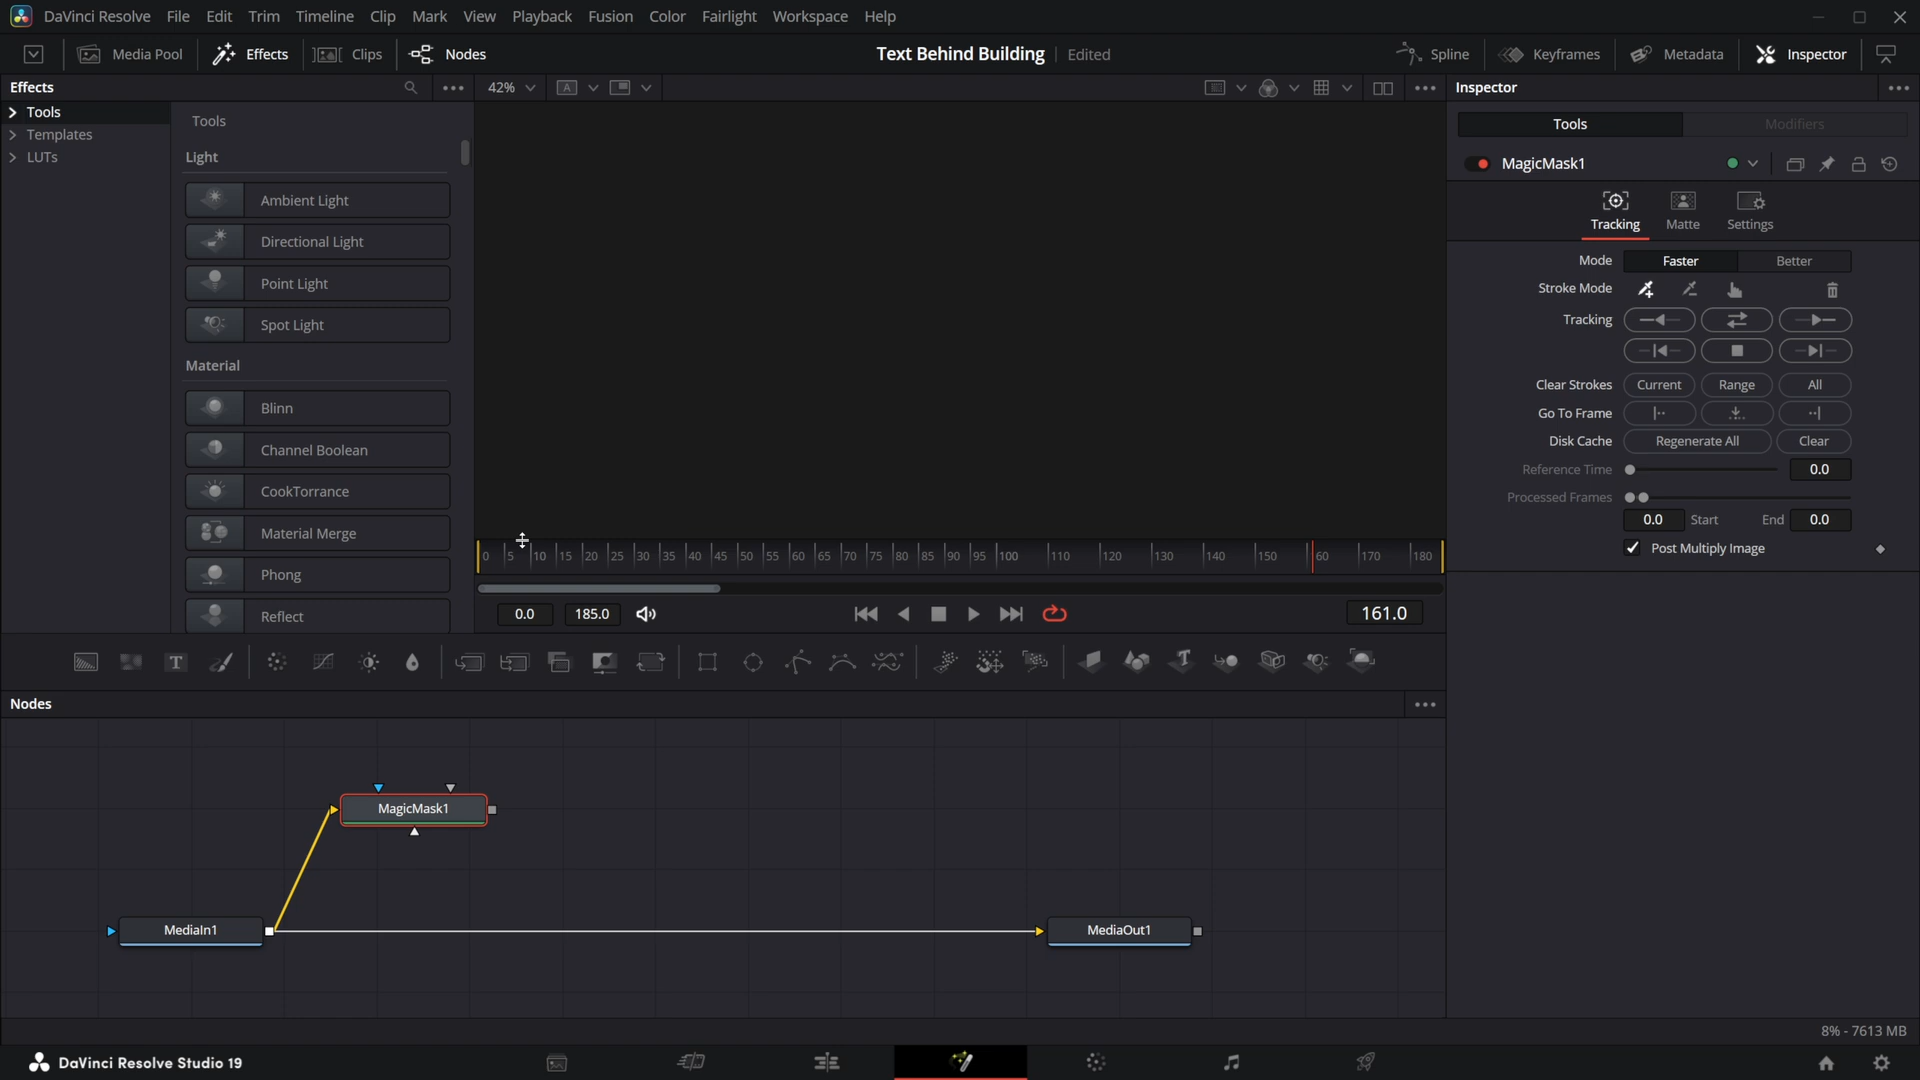 DaVinci Resolve File Edit Trim Timeline Clip Mark View Playback Fusion Color Fairlight Workspace Help
Media Pool Effects Clips Nodes Text Behind Building Edited Spline Keyframes Metadata Inspector
Effects
42%
A
Inspector
Tools
Templates
LUTs
Tools
Light
Ambient Light
Directional Light
Point Light
Spot Light
Material
Blinn
Channel Boolean
CookTorrance
Material Merge
Phong
Reflect
0 5 10 15 20 25 30 35 40 45 50 55 60 65 70 75 80 85 90 95 100 110 120 130 140 150 60 170 180
0.0 185.0 161.0
T
T
Tools Modifiers
MagicMask1
Tracking Matte Settings
Mode Faster Better
Stroke Mode
Tracking
Clear Strokes Current Range All
Go To Frame
Disk Cache Regenerate All Clear
Reference Time 0.0
Processed Frames
0.0 Start End 0.0
Post Multiply Image
Nodes
MagicMask1
MediaIn1
MediaOut1
8% - 7613 MB
DaVinci Resolve Studio 19